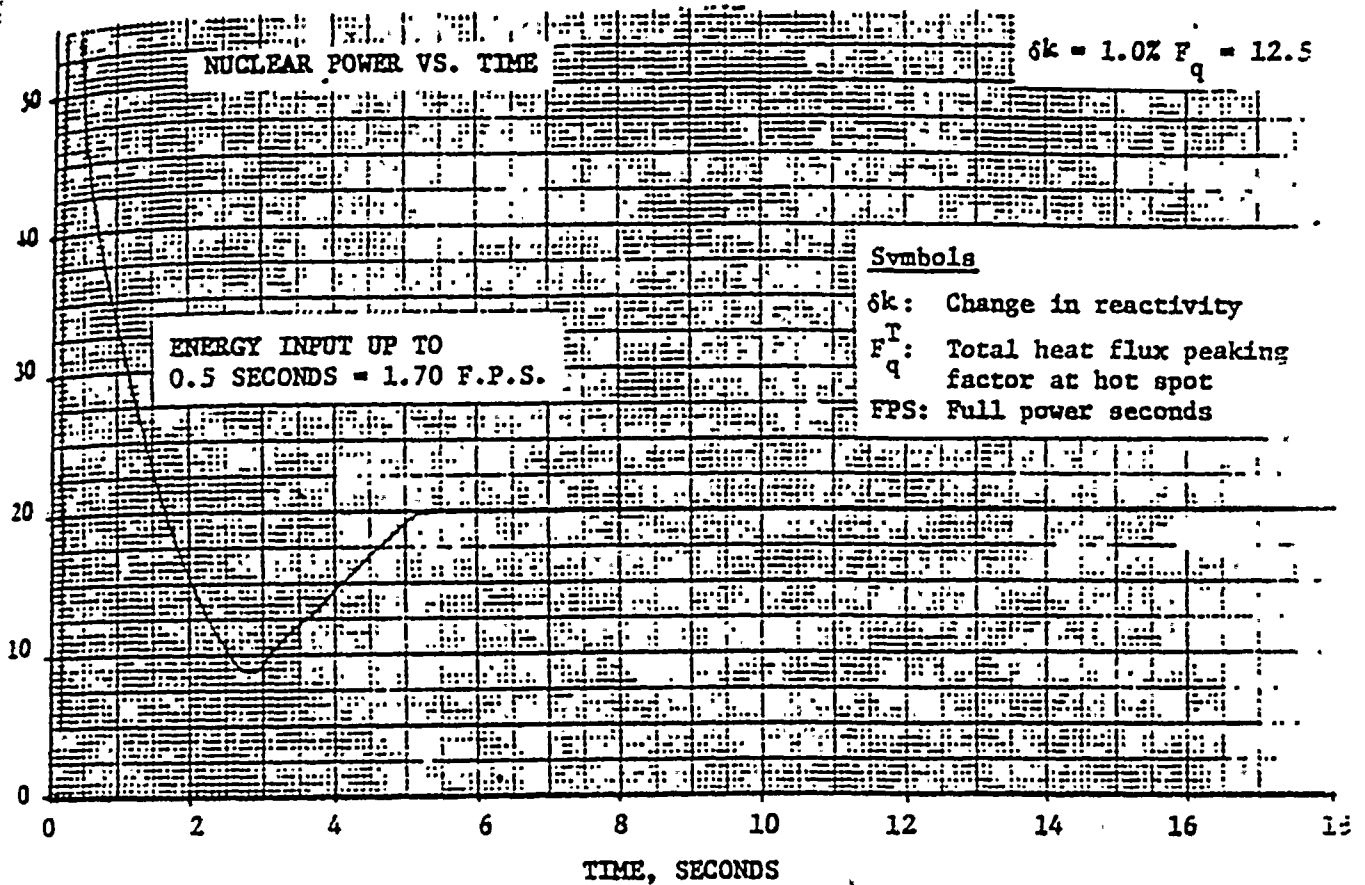 NUCLEAR POWER VS. TIME
δk = 1.0% F_q = 12.5
40
Symbols
δk: Change in reactivity
F_q^T: Total heat flux peaking
factor at hot spot
FPS: Full power seconds
ENERGY INPUT UP TO
0.5 SECONDS = 1.70 F.P.S.
30
20
10
0
0 2 4 6 8 10 12 14 16
TIME, SECONDS